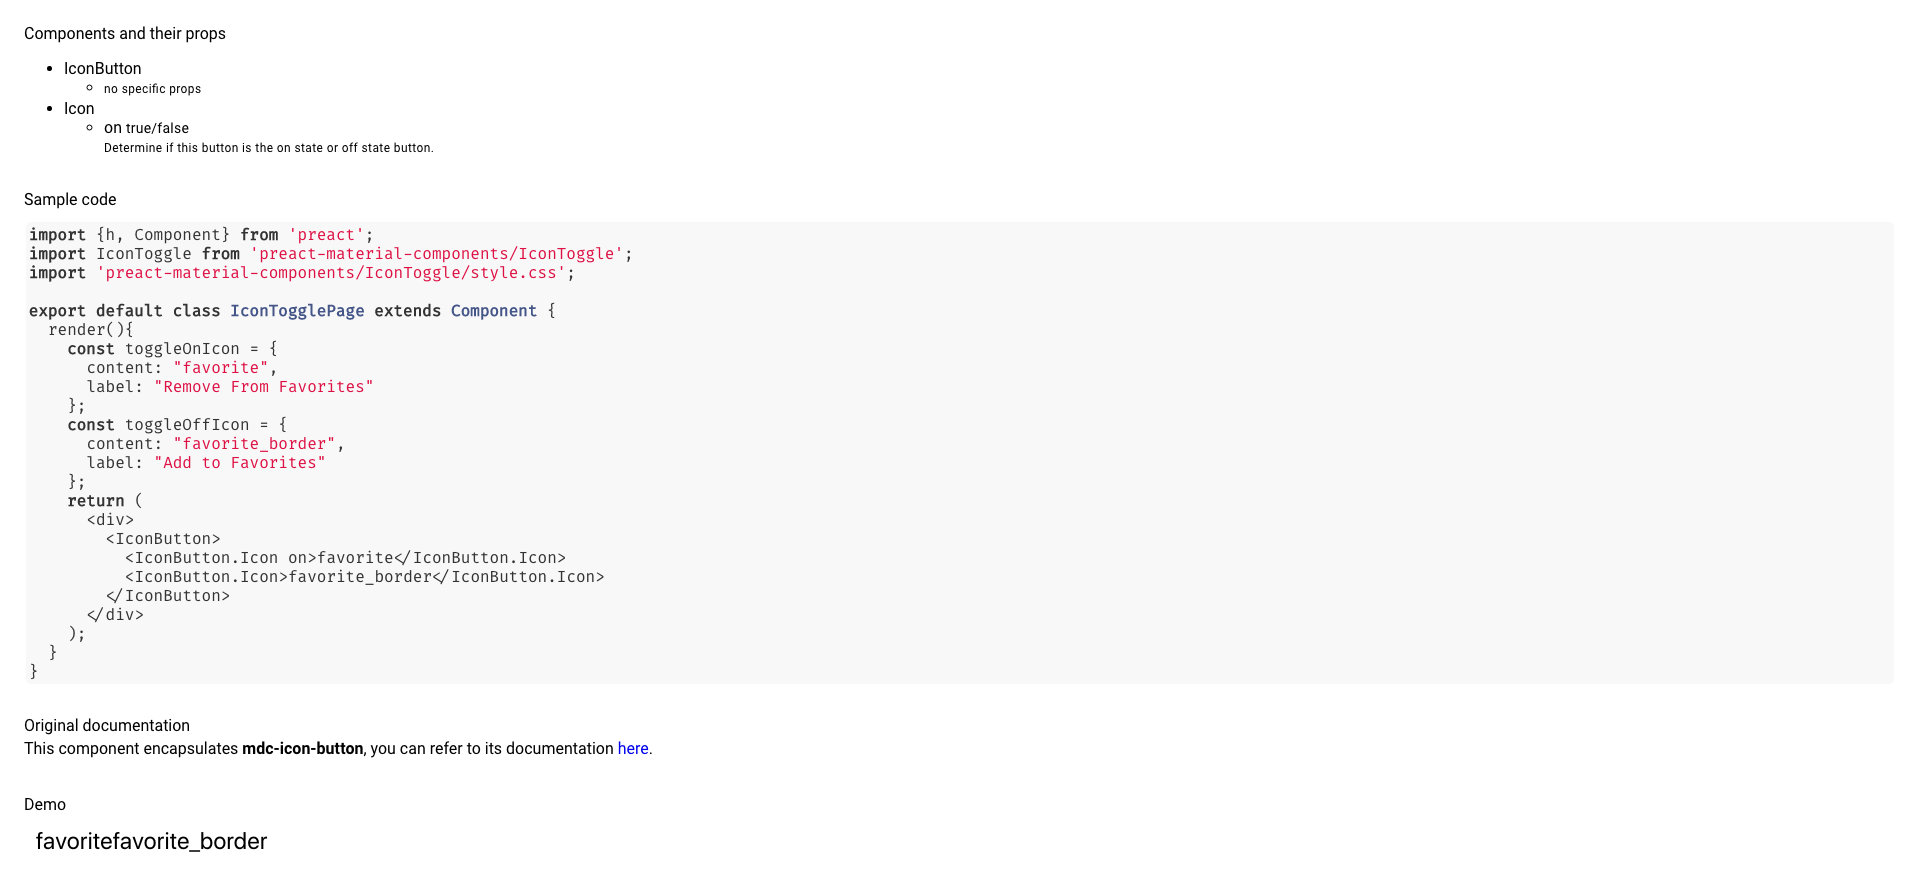 Components and their props
• IconButton
◦ no specific props
• Icon
◦ on true/false
Determine if this button is the on state or off state button.
Sample code
import {h, Component} from 'preact';
import IconToggle from 'preact-material-components/IconToggle';
import 'preact-material-components/IconToggle/style.css';

export default class IconTogglePage extends Component {
  render(){
    const toggleOnIcon = {
      content: "favorite",
      label: "Remove From Favorites"
    };
    const toggleOffIcon = {
      content: "favorite_border",
      label: "Add to Favorites"
    };
    return (
      <div>
        <IconButton>
          <IconButton.Icon on>favorite</IconButton.Icon>
          <IconButton.Icon>favorite_border</IconButton.Icon>
        </IconButton>
      </div>
    );
  }
}
Original documentation
This component encapsulates mdc-icon-button, you can refer to its documentation here.
Demo
favoritefavorite_border